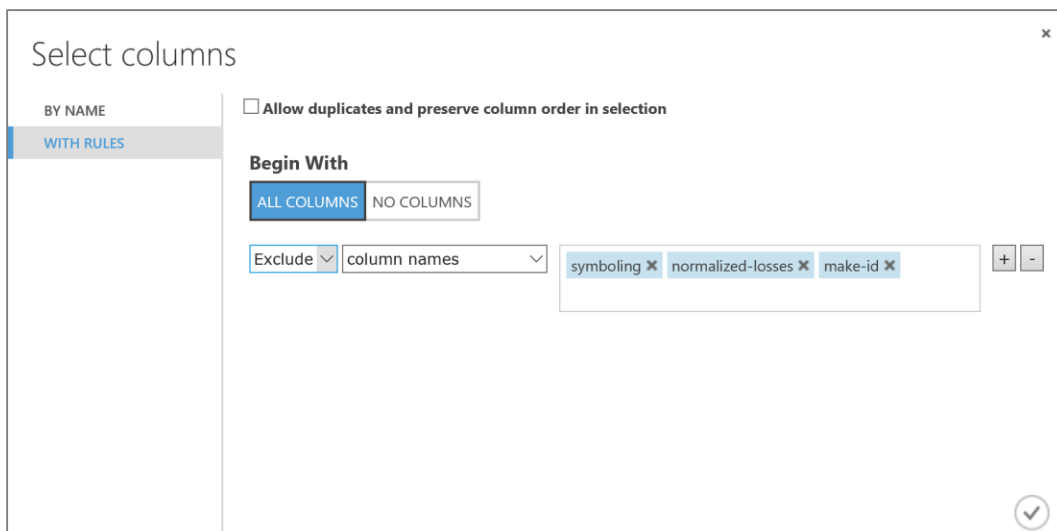 Select columns
BY NAME
WITH RULES
Allow duplicates and preserve column order in selection
Begin With
ALL COLUMNS NO COLUMNS
Exclude column names symboling × normalized-losses × make-id × + -